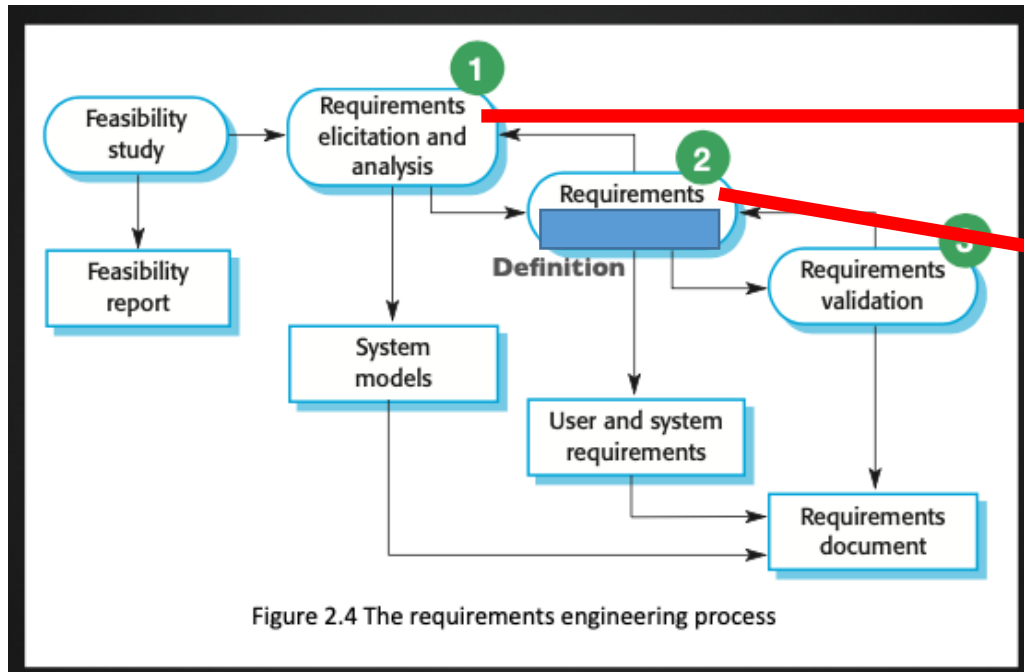 1
Feasibility
study
Requirements
elicitation and
analysis
2
Requirements
Definition
3
Requirements
validation
Feasibility
report
System
models
User and system
requirements
Requirements
document
Figure 2.4 The requirements engineering process